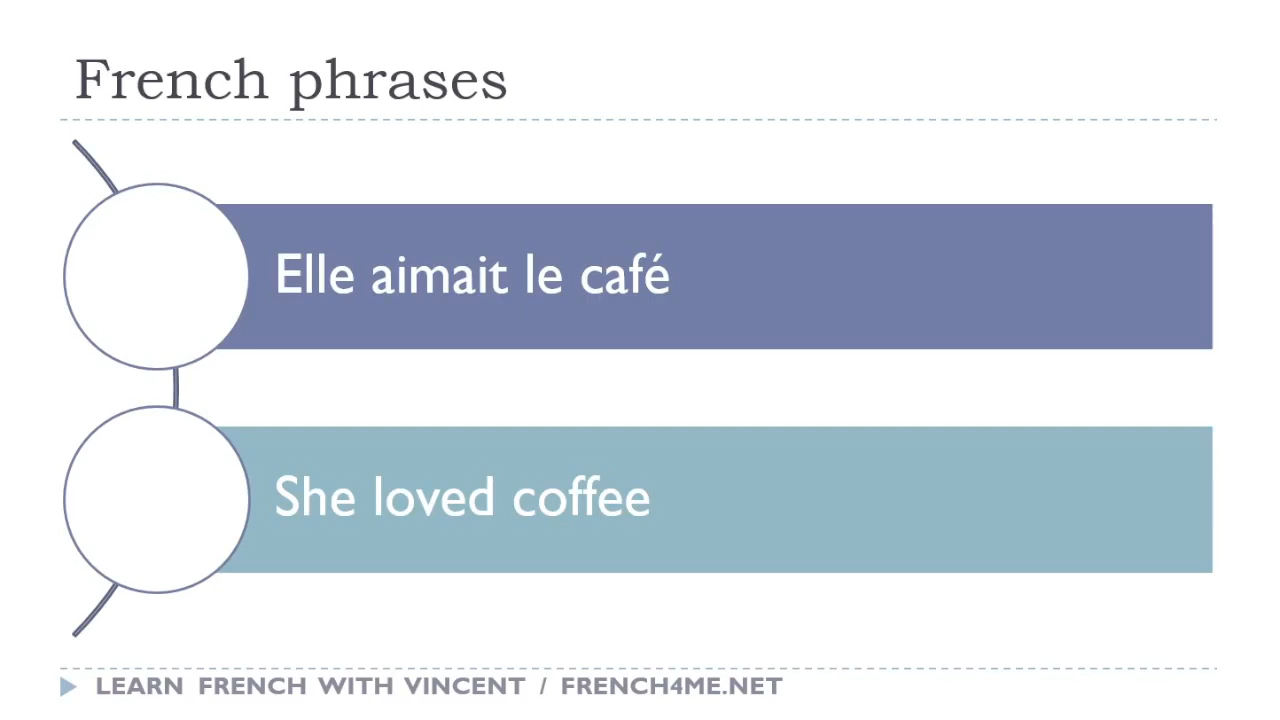 French phrases
Elle aimait le café
She loved coffee
LEARN FRENCH WITH VINCENT / FRENCH4ME.NET